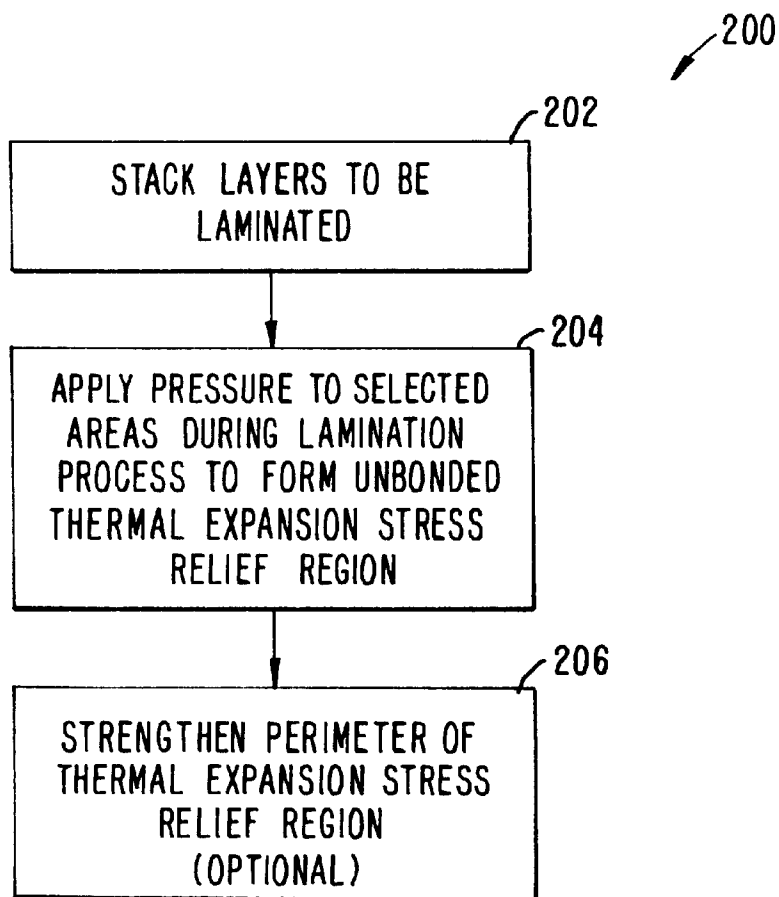 200
202
STACK LAYERS TO BE
LAMINATED
204
APPLY PRESSURE TO SELECTED
AREAS DURING LAMINATION
PROCESS TO FORM UNBONDED
THERMAL EXPANSION STRESS
RELIEF REGION
206
STRENGTHEN PERIMETER OF
THERMAL EXPANSION STRESS
RELIEF REGION
(OPTIONAL)